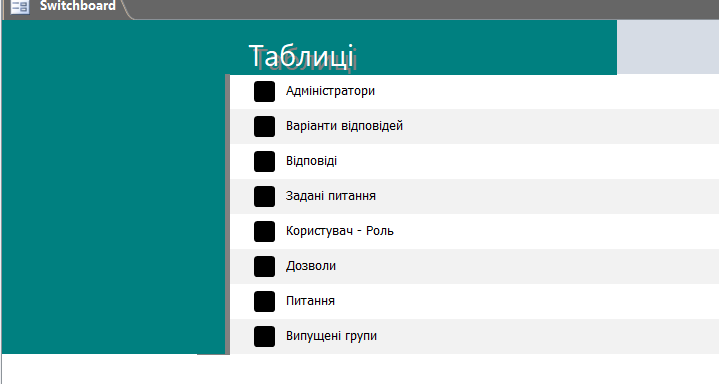 Switchboard
Таблиці
Адміністратори
Варіанти відповідей
Відповіді
Задані питання
Користувач - Роль
Дозволи
Питання
Випущені групи